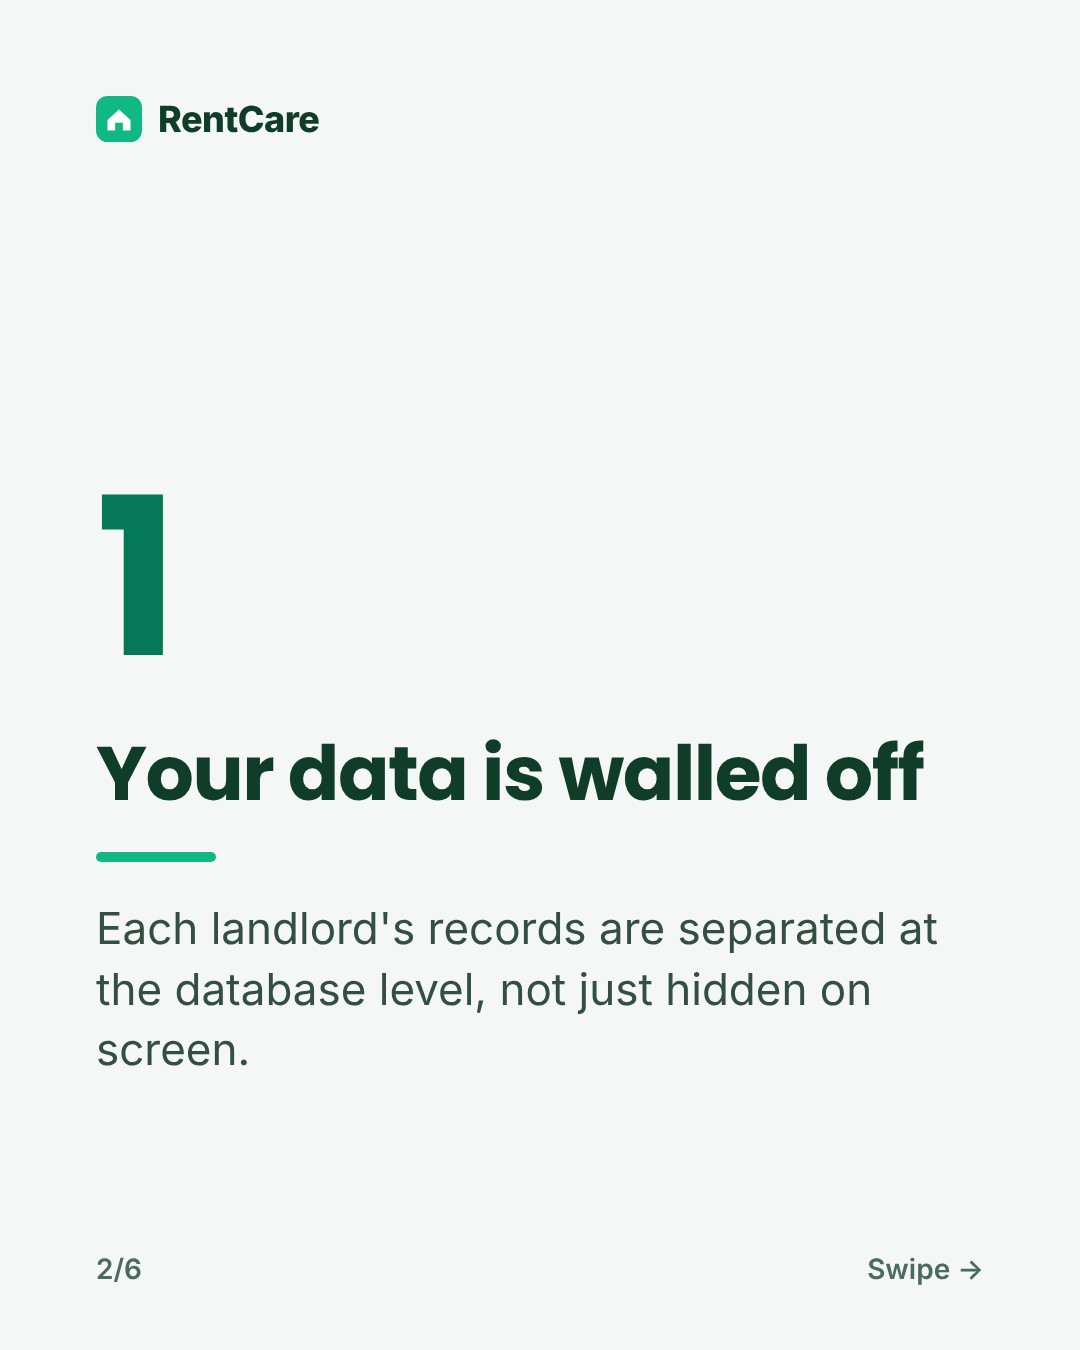 RentCare
1
Your data is walled off
Each landlord's records are separated at
the database level, not just hidden on
screen.
2/6
Swipe →